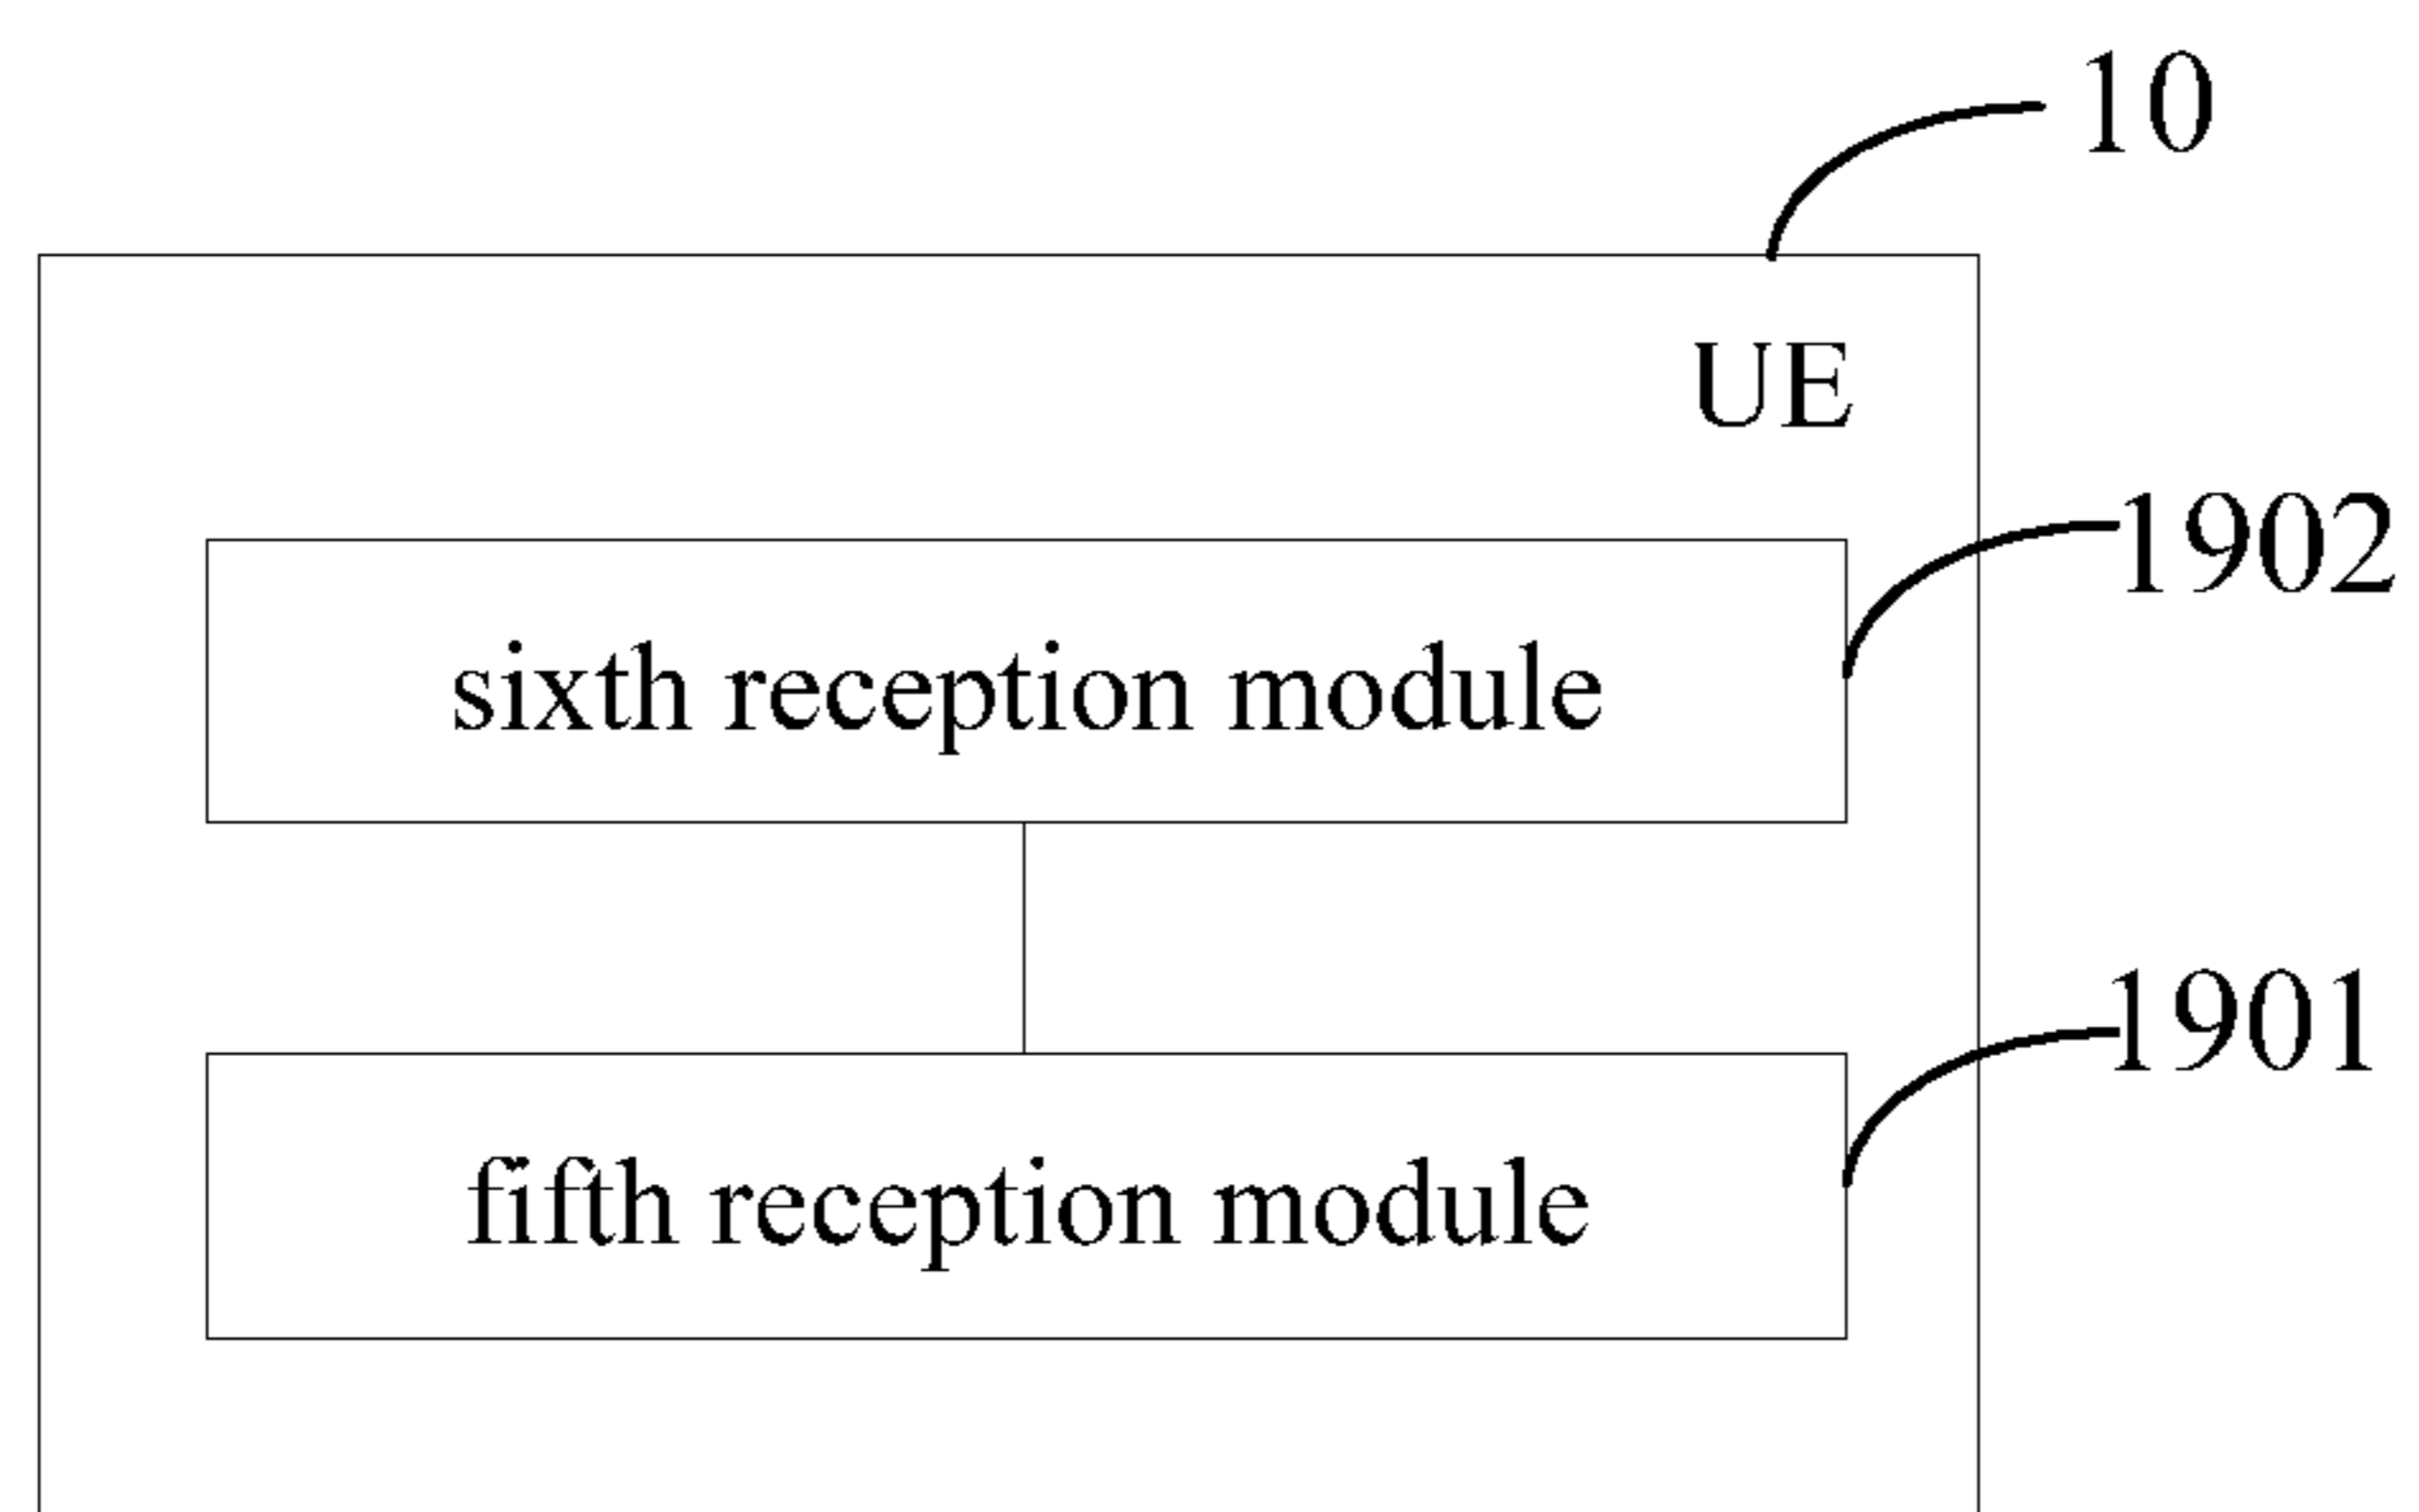 10
UE
1902
sixth reception module
1901
fifth reception module